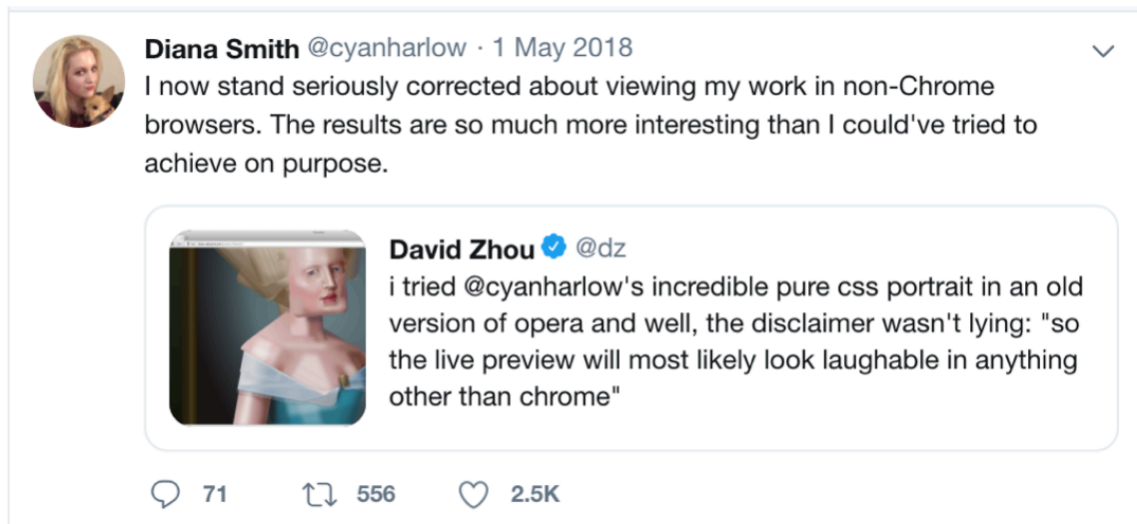 Diana Smith @cyanharlow · 1 May 2018
I now stand seriously corrected about viewing my work in non-Chrome
browsers. The results are so much more interesting than I could've tried to
achieve on purpose.
David Zhou @dz
i tried @cyanharlow's incredible pure css portrait in an old
version of opera and well, the disclaimer wasn't lying: "so
the live preview will most likely look laughable in anything
other than chrome"
71 556 2.5K